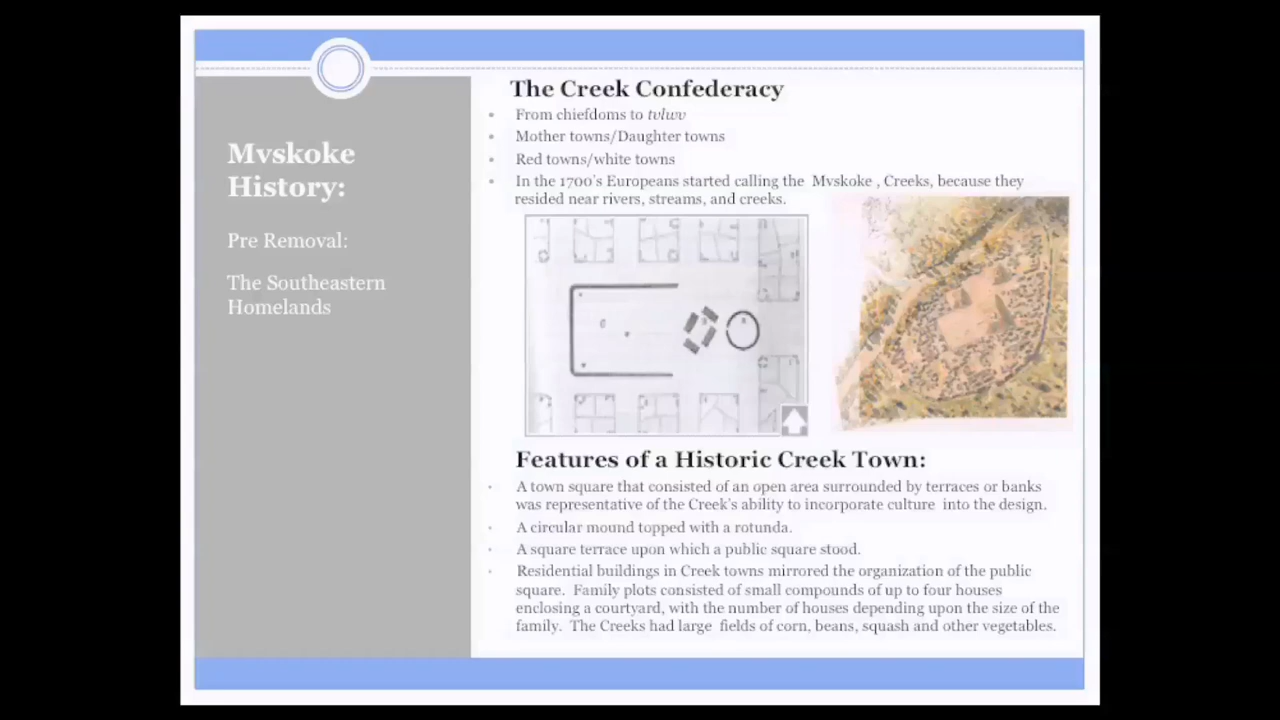 Mvskoke
History:
Pre Removal:
The Southeastern
Homelands
The Creek Confederacy
From chiefdoms to tvlwv
Mother towns/Daughter towns
Red towns/white towns
In the 1700's Europeans started calling the Mvskoke , Creeks, because they
resided near rivers, streams, and creeks.
Features of a Historic Creek Town:
A town square that consisted of an open area surrounded by terraces or banks
was representative of the Creek's ability to incorporate culture into the design.
A circular mound topped with a rotunda.
A square terrace upon which a public square stood.
Residential buildings in Creek towns mirrored the organization of the public
square. Family plots consisted of small compounds of up to four houses
enclosing a courtyard, with the number of houses depending upon the size of the
family. The Creeks had large fields of corn, beans, squash and other vegetables.